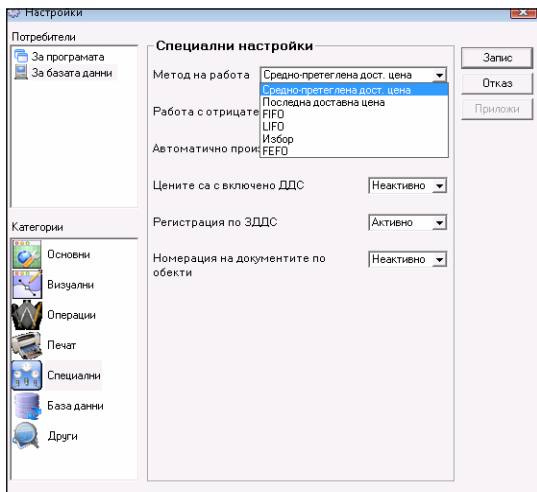 Настройки
Потребители
За програмата
За базата данни
Специални настройки
Метод на работа
Средно-претеглена дост. цена
Средно-претеглена дост. цена
Последна доставна цена
FIFO
LIFO
Избор
FEFO
Работа с отрицате
Автоматично прои
Цените са с включено ДДС
Неактивно
Регистрация по ЗДДС
Активно
Номерация на документите по
обекти
Неактивно
Запис
Отказ
Приложи
Категории
Основни
Визуални
Операции
Печат
Специални
База данни
Други